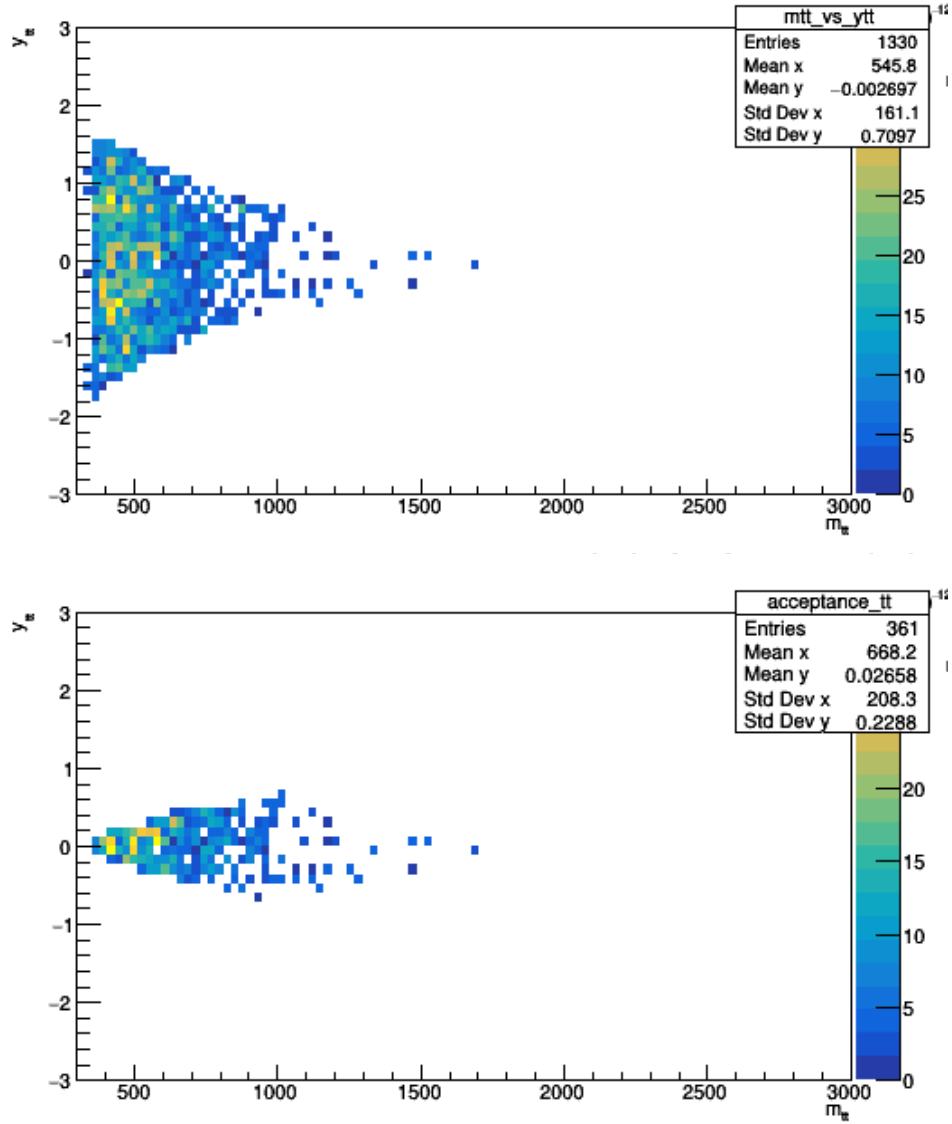 mtt_vs_ytt
Entries 1330
Mean x 545.8
Mean y −0.002697
Std Dev x 161.1
Std Dev y 0.7097
y_tt
3
2
1
0
−1
−2
−3
500 1000 1500 2000 2500 3000
m_tt
25
20
15
10
5
0
−12
acceptance_tt
Entries 361
Mean x 668.2
Mean y 0.02658
Std Dev x 208.3
Std Dev y 0.2288
y_tt
3
2
1
0
−1
−2
−3
500 1000 1500 2000 2500 3000
m_tt
20
15
10
5
0
−12